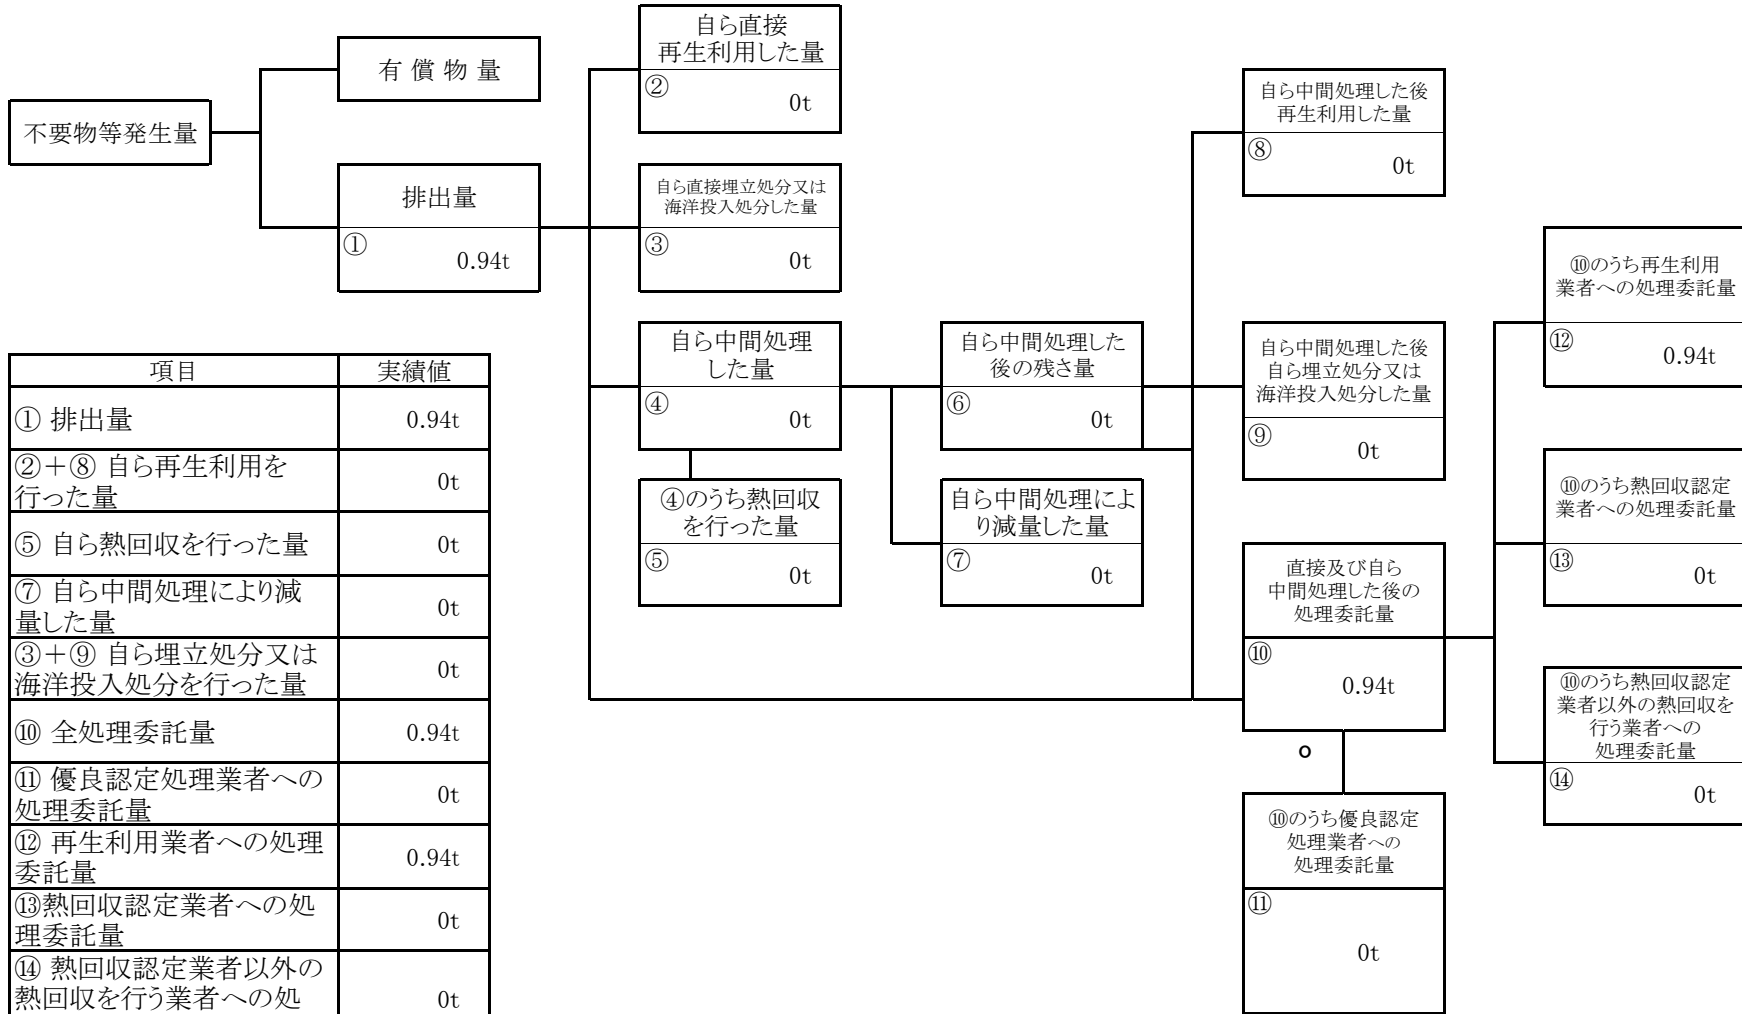 不要物等発生量
有 償 物 量
排出量
①
0.94t
自ら直接
再生利用した量
②
0t
自ら直接埋立処分又は
海洋投入処分した量
③
0t
自ら中間処理
した量
④
0t
④のうち熱回収
を行った量
⑤
0t
自ら中間処理した
後の残さ量
⑥
0t
自ら中間処理によ
り減量した量
⑦
0t
自ら中間処理した後
再生利用した量
⑧
0t
自ら中間処理した後
自ら埋立処分又は
海洋投入処分した量
⑨
0t
直接及び自ら
中間処理した後の
処理委託量
⑩
0.94t
⑩のうち優良認定
処理業者への
処理委託量
⑪
0t
⑩のうち再生利用
業者への処理委託量
⑫
0.94t
⑩のうち熱回収認定
業者への処理委託量
⑬
0t
⑩のうち熱回収認定
業者以外の熱回収を
行う業者への
処理委託量
⑭
0t
項目 実績値
① 排出量 0.94t
②＋⑧ 自ら再生利用を
行った量 0t
⑤ 自ら熱回収を行った量 0t
⑦ 自ら中間処理により減
量した量 0t
③＋⑨ 自ら埋立処分又は
海洋投入処分を行った量 0t
⑩ 全処理委託量 0.94t
⑪ 優良認定処理業者への
処理委託量 0t
⑫ 再生利用業者への処理
委託量 0.94t
⑬熱回収認定業者への処
理委託量 0t
⑭ 熱回収認定業者以外の
熱回収を行う業者への処 0t